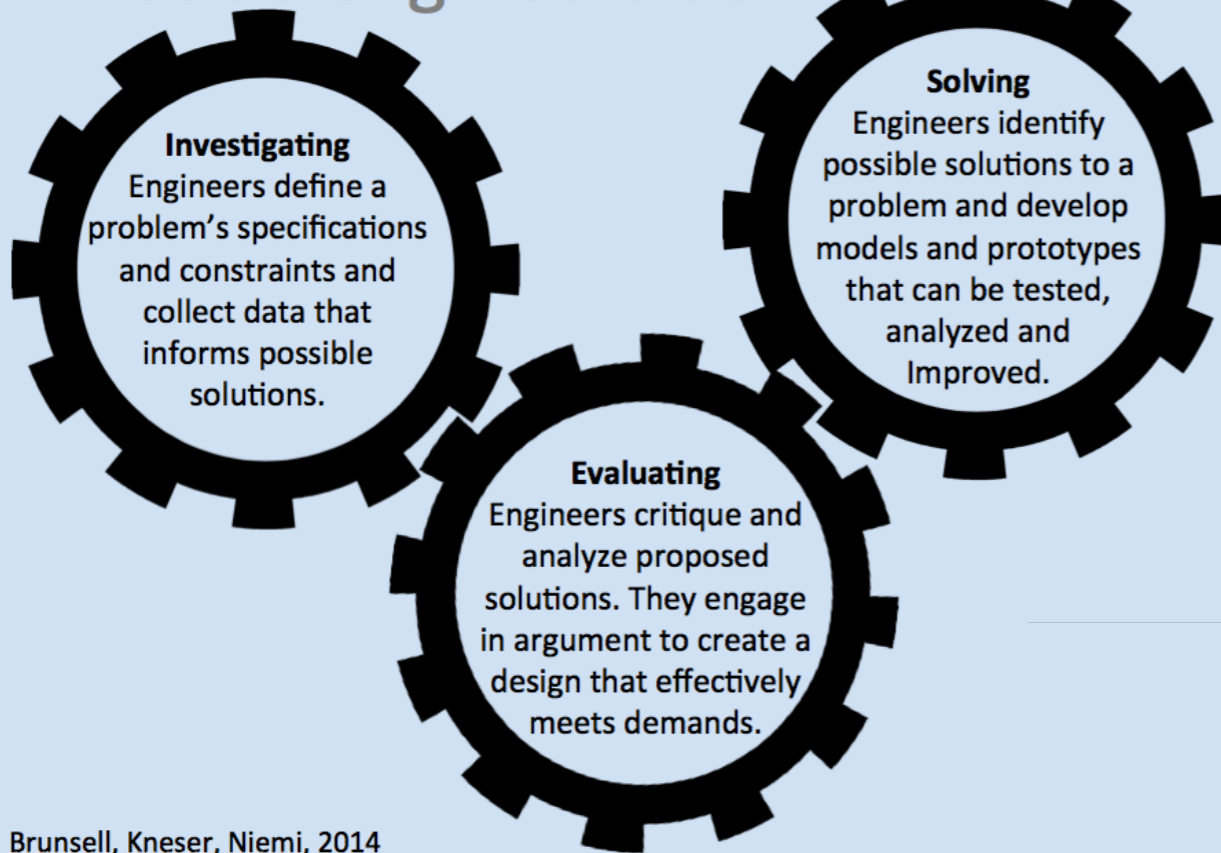 Investigating
Engineers define a
problem's specifications
and constraints and
collect data that
informs possible
solutions.
Solving
Engineers identify
possible solutions to a
problem and develop
models and prototypes
that can be tested,
analyzed and
Improved.
Evaluating
Engineers critique and
analyze proposed
solutions. They engage
in argument to create a
design that effectively
meets demands.
Brunsell, Kneser, Niemi, 2014